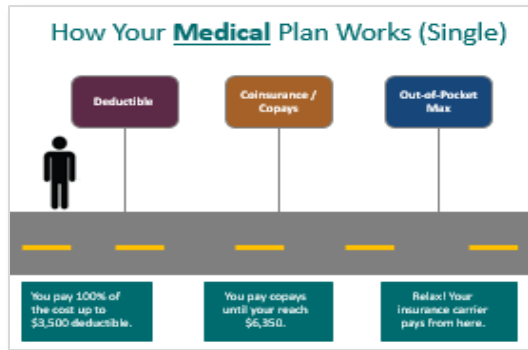 How Your Medical Plan Works (Single)
Deductible
Coinsurance /
Copays
Out-of-Pocket
Max
You pay 100% of
the cost up to
$3,500 deductible.
You pay copays
until your reach
$6,350.
Relax! Your
insurance carrier
pays from here.